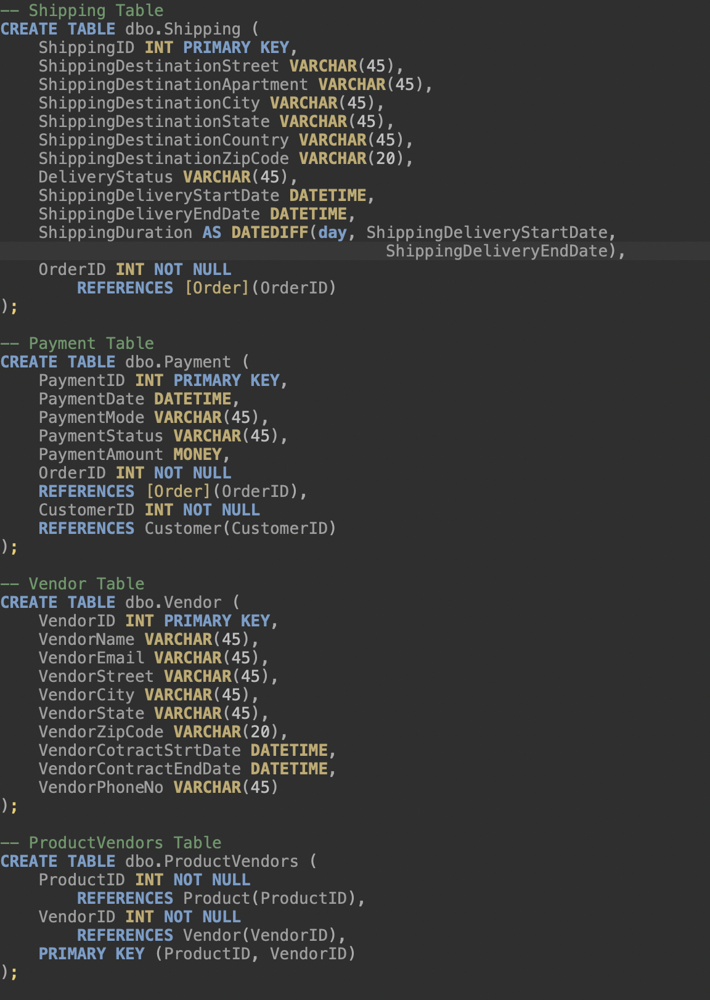 -- Shipping Table
CREATE TABLE dbo.Shipping (
    ShippingID INT PRIMARY KEY,
    ShippingDestinationStreet VARCHAR(45),
    ShippingDestinationApartment VARCHAR(45),
    ShippingDestinationCity VARCHAR(45),
    ShippingDestinationState VARCHAR(45),
    ShippingDestinationCountry VARCHAR(45),
    ShippingDestinationZipCode VARCHAR(20),
    DeliveryStatus VARCHAR(45),
    ShippingDeliveryStartDate DATETIME,
    ShippingDeliveryEndDate DATETIME,
    ShippingDuration AS DATEDIFF(day, ShippingDeliveryStartDate,
                                        ShippingDeliveryEndDate),
    OrderID INT NOT NULL
        REFERENCES [Order](OrderID)
);

-- Payment Table
CREATE TABLE dbo.Payment (
    PaymentID INT PRIMARY KEY,
    PaymentDate DATETIME,
    PaymentMode VARCHAR(45),
    PaymentStatus VARCHAR(45),
    PaymentAmount MONEY,
    OrderID INT NOT NULL
    REFERENCES [Order](OrderID),
    CustomerID INT NOT NULL
    REFERENCES Customer(CustomerID)
);

-- Vendor Table
CREATE TABLE dbo.Vendor (
    VendorID INT PRIMARY KEY,
    VendorName VARCHAR(45),
    VendorEmail VARCHAR(45),
    VendorStreet VARCHAR(45),
    VendorCity VARCHAR(45),
    VendorState VARCHAR(45),
    VendorZipCode VARCHAR(20),
    VendorCotractStrtDate DATETIME,
    VendorContractEndDate DATETIME,
    VendorPhoneNo VARCHAR(45)
);

-- ProductVendors Table
CREATE TABLE dbo.ProductVendors (
    ProductID INT NOT NULL
        REFERENCES Product(ProductID),
    VendorID INT NOT NULL
        REFERENCES Vendor(VendorID),
    PRIMARY KEY (ProductID, VendorID)
);